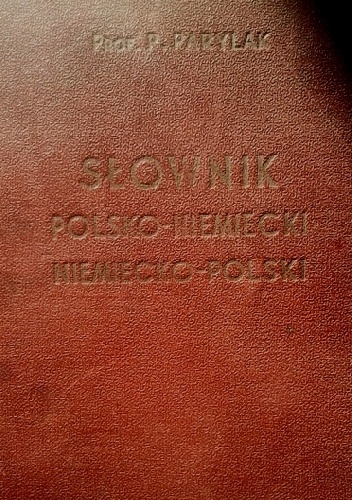 PROF. P. PARYLAK
SŁOWNIK
POLSKO-NIEMIECKI
NIEMIECKO-POLSKI